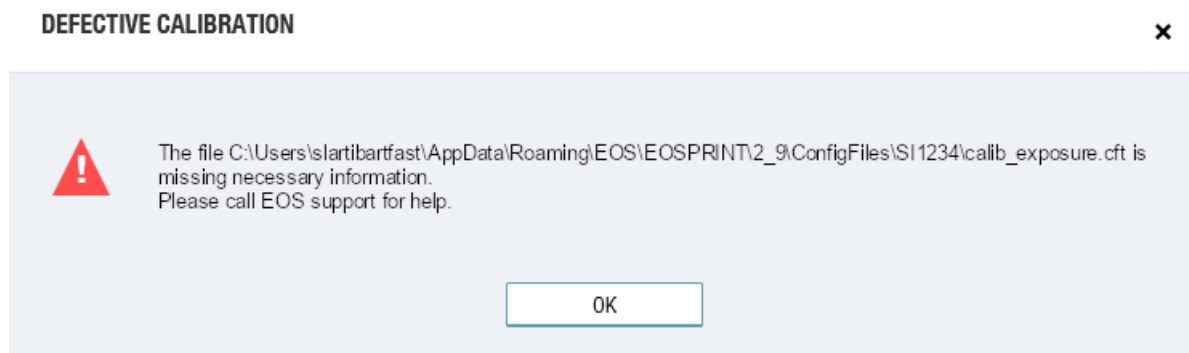 DEFECTIVE CALIBRATION
The file C:\Users\slartibartfast\AppData\Roaming\EOS\EOSPRINT\2_9\ConfigFiles\SI1234\calib_exposure.cft is
missing necessary information.
Please call EOS support for help.
OK